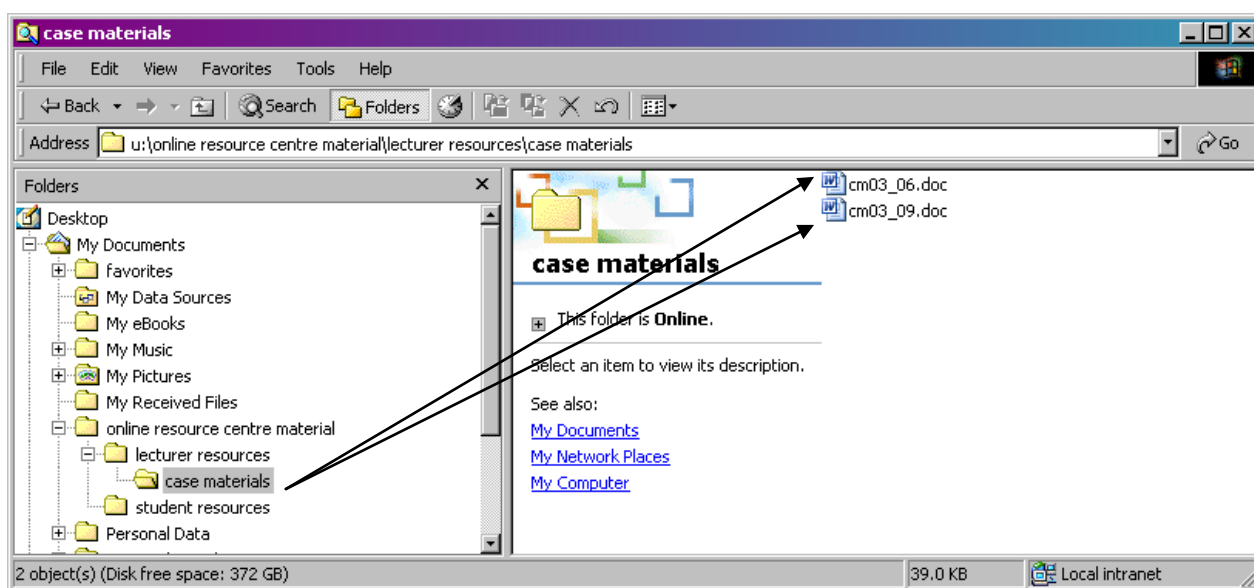 case materials
File Edit View Favorites Tools Help
Back Search Folders
Address u:\online resource centre material\lecturer resources\case materials Go
Folders
Desktop
My Documents
favorites
My Data Sources
My eBooks
My Music
My Pictures
My Received Files
online resource centre material
lecturer resources
case materials
student resources
Personal Data
case materials
This folder is Online.
Select an item to view its description.
See also:
My Documents
My Network Places
My Computer
cm03_06.doc
cm03_09.doc
2 object(s) (Disk free space: 372 GB) 39.0 KB Local intranet